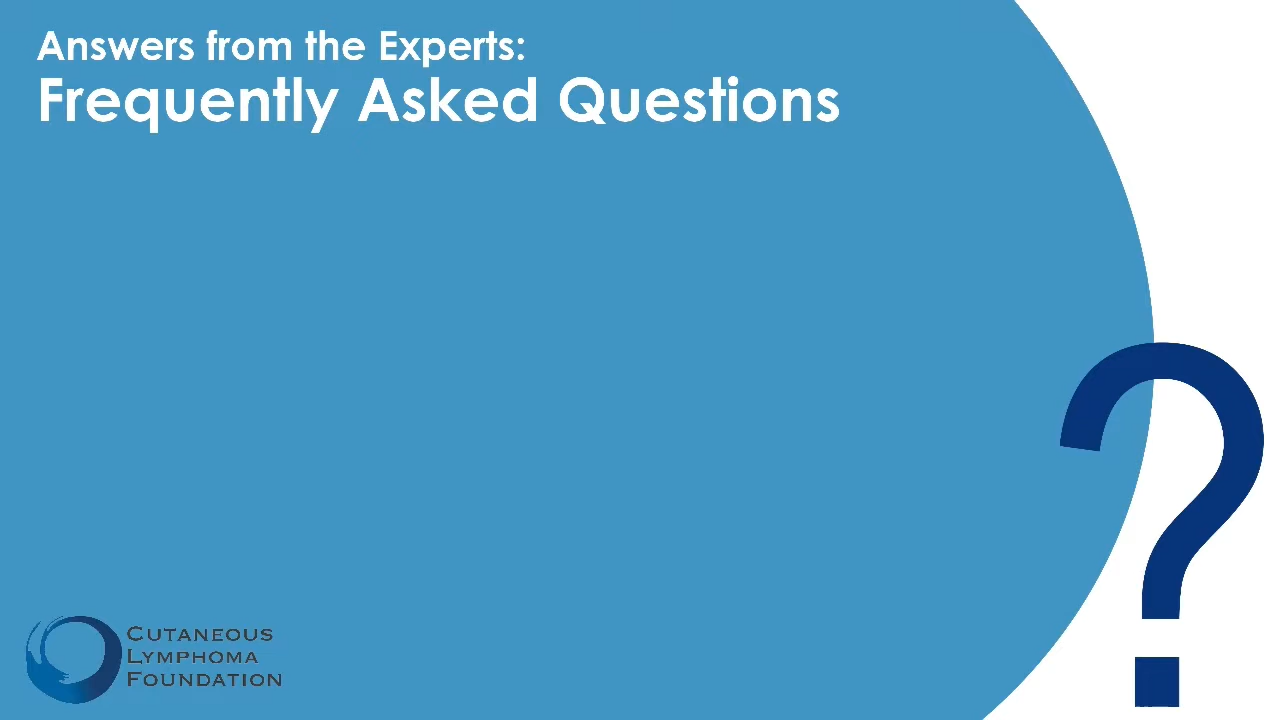 Answers from the Experts:
Frequently Asked Questions
?
CUTANEOUS
LYMPHOMA
FOUNDATION